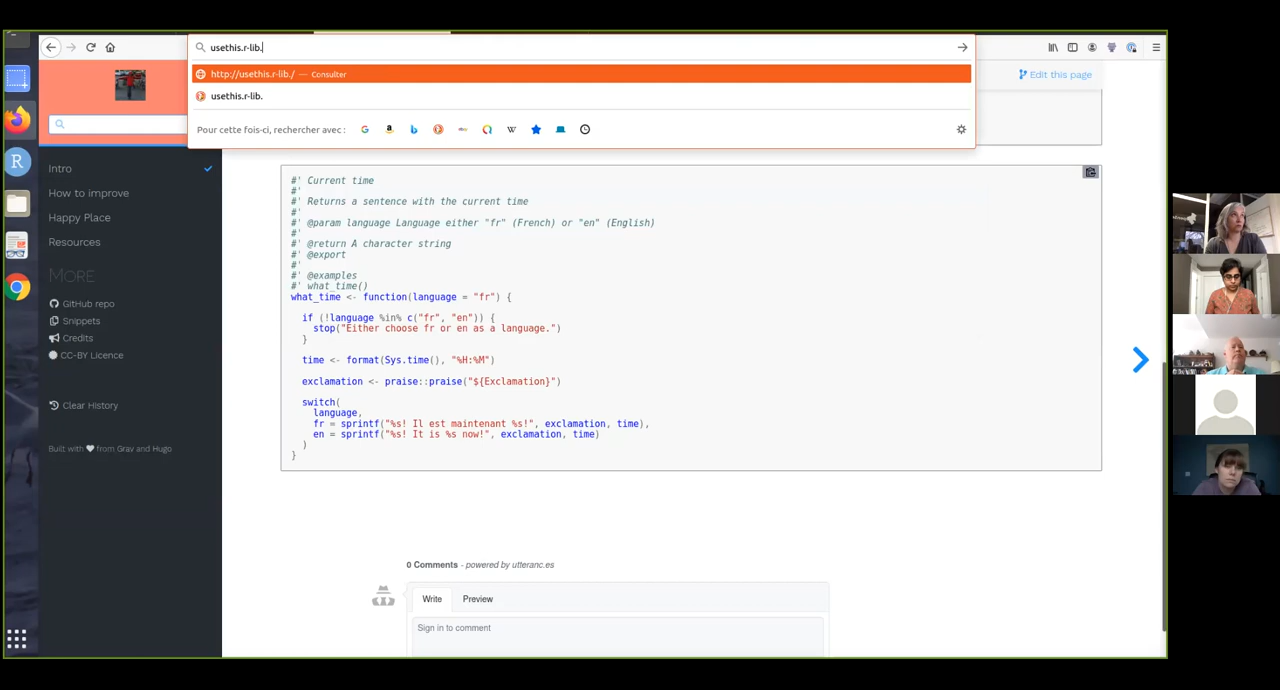 usethis.r-lib.
http://usethis.r-lib./ — Consulter
usethis.r-lib.
Pour cette fois-ci, rechercher avec :
Edit this page
Intro
How to improve
Happy Place
Resources
MORE
GitHub repo
Snippets
Credits
CC-BY Licence
Clear History
Built with from Grav and Hugo
#' Current time
#'
#' Returns a sentence with the current time
#'
#' @param language Language either "fr" (French) or "en" (English)
#'
#' @return A character string
#' @export
#'
#' @examples
#' what_time()
what_time <- function(language = "fr") {
if (!language %in% c("fr", "en")) {
stop("Either choose fr or en as a language.")
}
time <- format(Sys.time(), "%H:%M")
exclamation <- praise::praise("${Exclamation}")
switch(
language,
fr = sprintf("%s! Il est maintenant %s!", exclamation, time),
en = sprintf("%s! It is %s now!", exclamation, time)
)
}
0 Comments - powered by utteranc.es
Write Preview
Sign in to comment